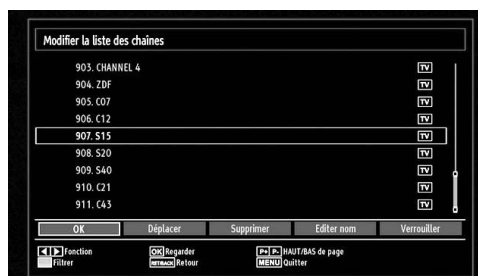 Modifier la liste des chaînes
903. CHANNEL 4 TV
904. ZDF TV
905. C07 TV
906. C12 TV
907. S15 TV
908. S20 TV
909. S40 TV
910. C21 TV
911. C43 TV
OK Déplacer Supprimer Editer nom Verrouiller
Fonction OK Regarder P+ P- HAUT/BAS de page
Filtrer RET/BACK Retour MENU Quitter